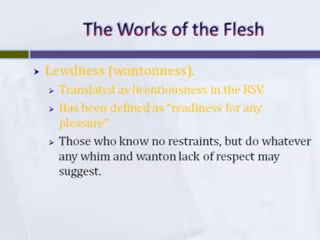 The Works of the Flesh
Lewdness (wantonness).
Translated as licentiousness in the RSV.
Has been defined as “readiness for any
pleasure”
Those who know no restraints, but do whatever
any whim and wanton lack of respect may
suggest.